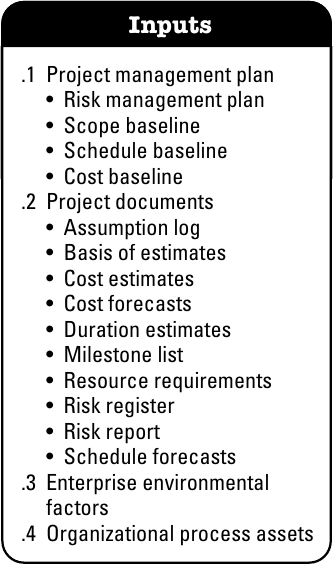 Inputs
.1 Project management plan
• Risk management plan
• Scope baseline
• Schedule baseline
• Cost baseline
.2 Project documents
• Assumption log
• Basis of estimates
• Cost estimates
• Cost forecasts
• Duration estimates
• Milestone list
• Resource requirements
• Risk register
• Risk report
• Schedule forecasts
.3 Enterprise environmental
factors
.4 Organizational process assets